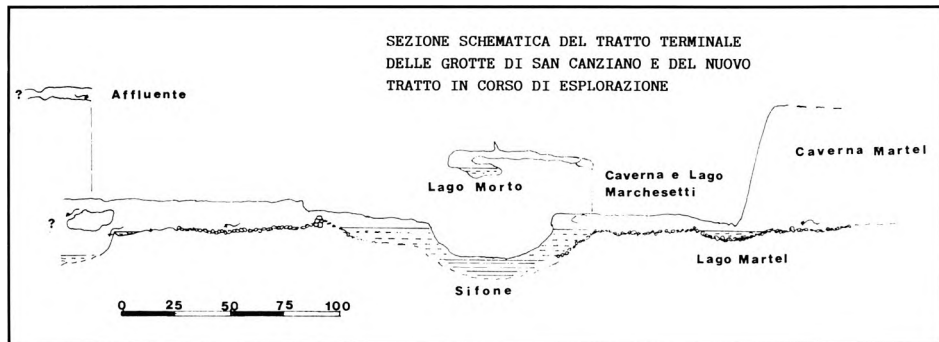 SEZIONE SCHEMATICA DEL TRATTO TERMINALE
DELLE GROTTE DI SAN CANZIANO E DEL NUOVO
TRATTO IN CORSO DI ESPLORAZIONE
? Affluente
Caverna Martel
Lago Morto
Caverna e Lago
Marchesetti
?
Lago Martel
Sifone
0 25 50 75 100